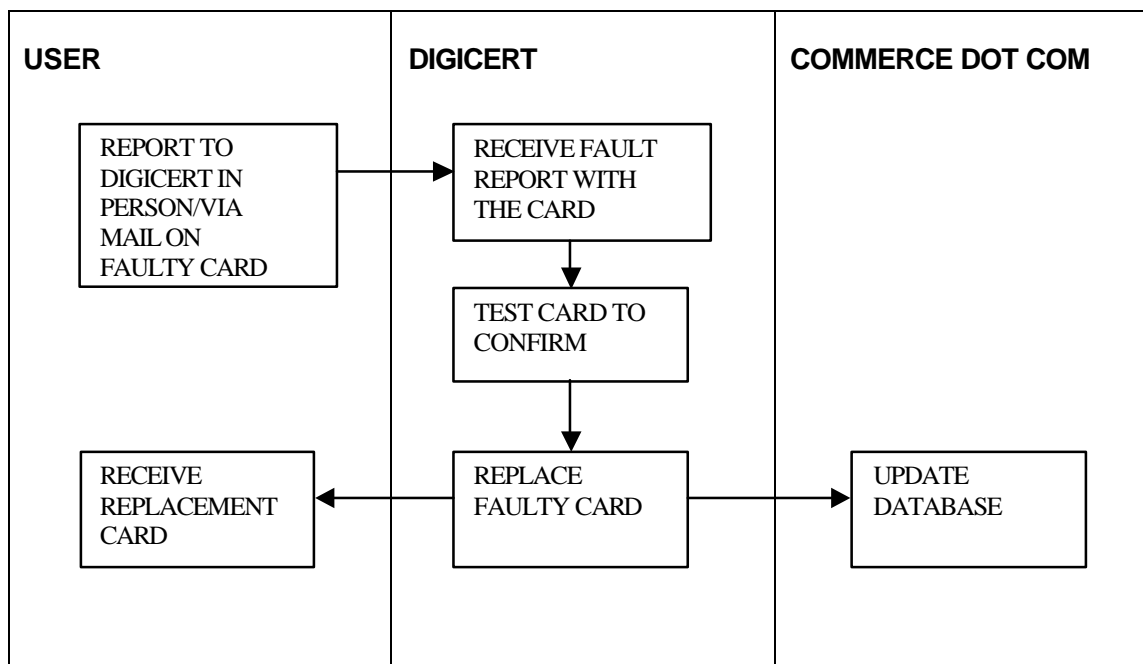 USER
DIGICERT
COMMERCE DOT COM
REPORT TO
DIGICERT IN
PERSON/VIA
MAIL ON
FAULTY CARD
RECEIVE FAULT
REPORT WITH
THE CARD
TEST CARD TO
CONFIRM
RECEIVE
REPLACEMENT
CARD
REPLACE
FAULTY CARD
UPDATE
DATABASE